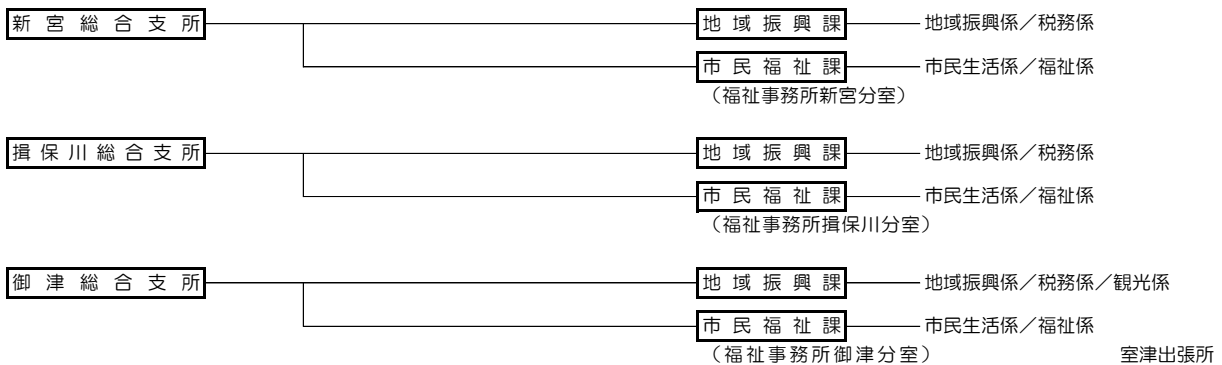 新宮総合支所 地域振興課 地域振興係／税務係
市民福祉課 市民生活係／福祉係
（福祉事務所新宮分室）
揖保川総合支所 地域振興課 地域振興係／税務係
市民福祉課 市民生活係／福祉係
（福祉事務所揖保川分室）
御津総合支所 地域振興課 地域振興係／税務係／観光係
市民福祉課 市民生活係／福祉係
（福祉事務所御津分室） 室津出張所